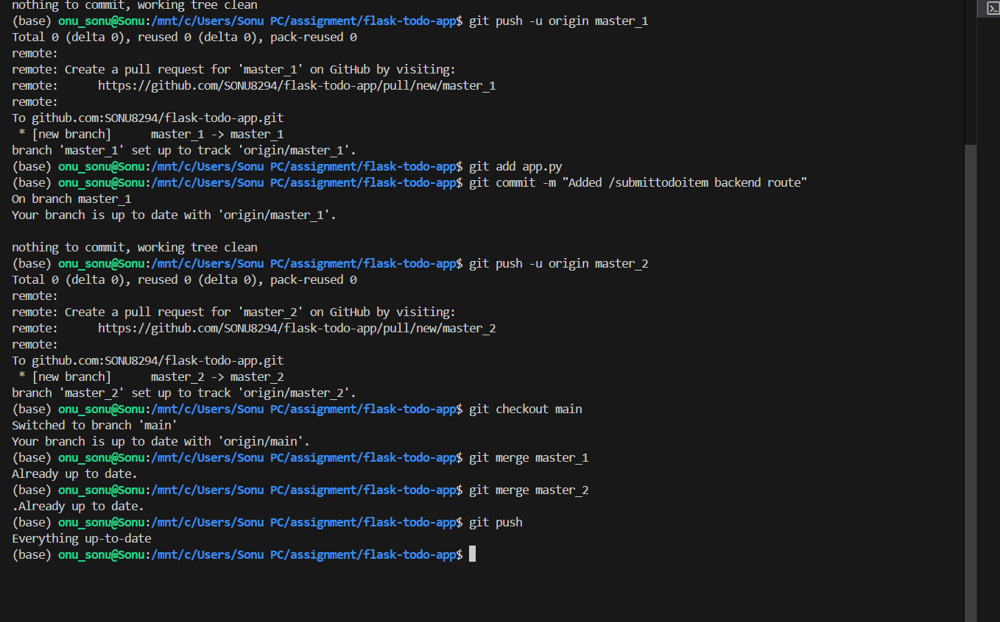 nothing to commit, working tree clean
(base) onu_sonu@Sonu:/mnt/c/Users/Sonu PC/assignment/flask-todo-app$ git push -u origin master_1
Total 0 (delta 0), reused 0 (delta 0), pack-reused 0
remote:
remote: Create a pull request for 'master_1' on GitHub by visiting:
remote:      https://github.com/SONU8294/flask-todo-app/pull/new/master_1
remote:
To github.com:SONU8294/flask-todo-app.git
 * [new branch]      master_1 -> master_1
branch 'master_1' set up to track 'origin/master_1'.
(base) onu_sonu@Sonu:/mnt/c/Users/Sonu PC/assignment/flask-todo-app$ git add app.py
(base) onu_sonu@Sonu:/mnt/c/Users/Sonu PC/assignment/flask-todo-app$ git commit -m "Added /submittodoitem backend route"
On branch master_1
Your branch is up to date with 'origin/master_1'.

nothing to commit, working tree clean
(base) onu_sonu@Sonu:/mnt/c/Users/Sonu PC/assignment/flask-todo-app$ git push -u origin master_2
Total 0 (delta 0), reused 0 (delta 0), pack-reused 0
remote:
remote: Create a pull request for 'master_2' on GitHub by visiting:
remote:      https://github.com/SONU8294/flask-todo-app/pull/new/master_2
remote:
To github.com:SONU8294/flask-todo-app.git
 * [new branch]      master_2 -> master_2
branch 'master_2' set up to track 'origin/master_2'.
(base) onu_sonu@Sonu:/mnt/c/Users/Sonu PC/assignment/flask-todo-app$ git checkout main
Switched to branch 'main'
Your branch is up to date with 'origin/main'.
(base) onu_sonu@Sonu:/mnt/c/Users/Sonu PC/assignment/flask-todo-app$ git merge master_1
Already up to date.
(base) onu_sonu@Sonu:/mnt/c/Users/Sonu PC/assignment/flask-todo-app$ git merge master_2
.Already up to date.
(base) onu_sonu@Sonu:/mnt/c/Users/Sonu PC/assignment/flask-todo-app$ git push
Everything up-to-date
(base) onu_sonu@Sonu:/mnt/c/Users/Sonu PC/assignment/flask-todo-app$